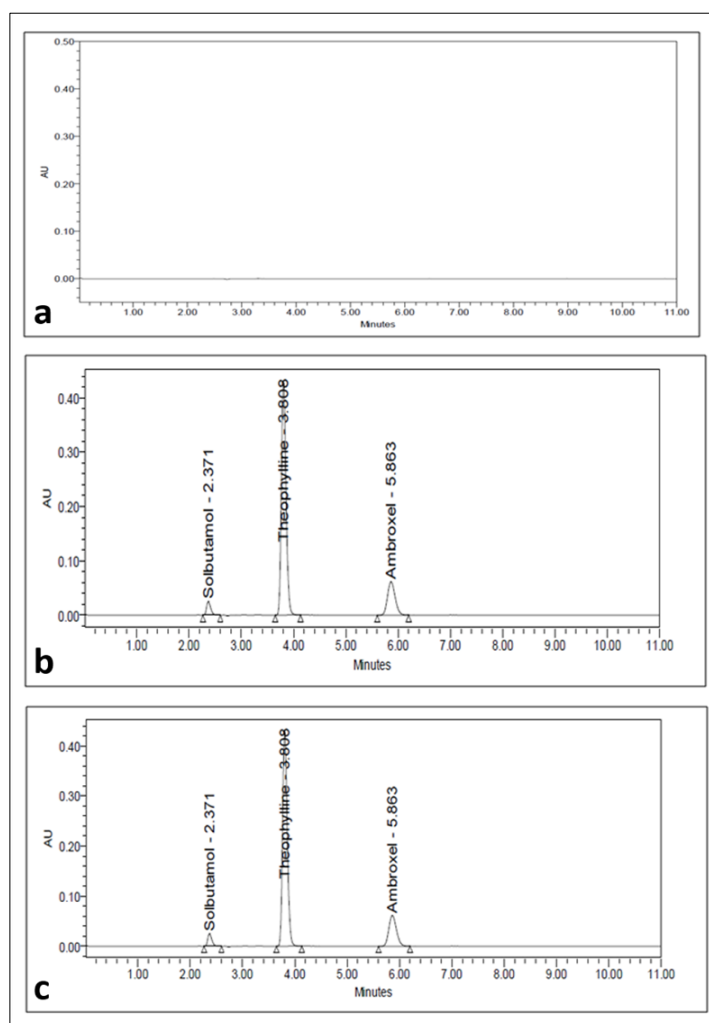 0.50
0.40
0.30
0.20
0.10
0.00
AU
1.00 2.00 3.00 4.00 5.00 6.00 7.00 8.00 9.00 10.00 11.00
Minutes
a
0.40
0.30
0.20
0.10
0.00
AU
Solbutamol - 2.371
Theophylline - 3.808
Ambroxel - 5.863
1.00 2.00 3.00 4.00 5.00 6.00 7.00 8.00 9.00 10.00 11.00
Minutes
b
0.40
0.30
0.20
0.10
0.00
AU
Solbutamol - 2.371
Theophylline - 3.808
Ambroxel - 5.863
1.00 2.00 3.00 4.00 5.00 6.00 7.00 8.00 9.00 10.00 11.00
Minutes
c